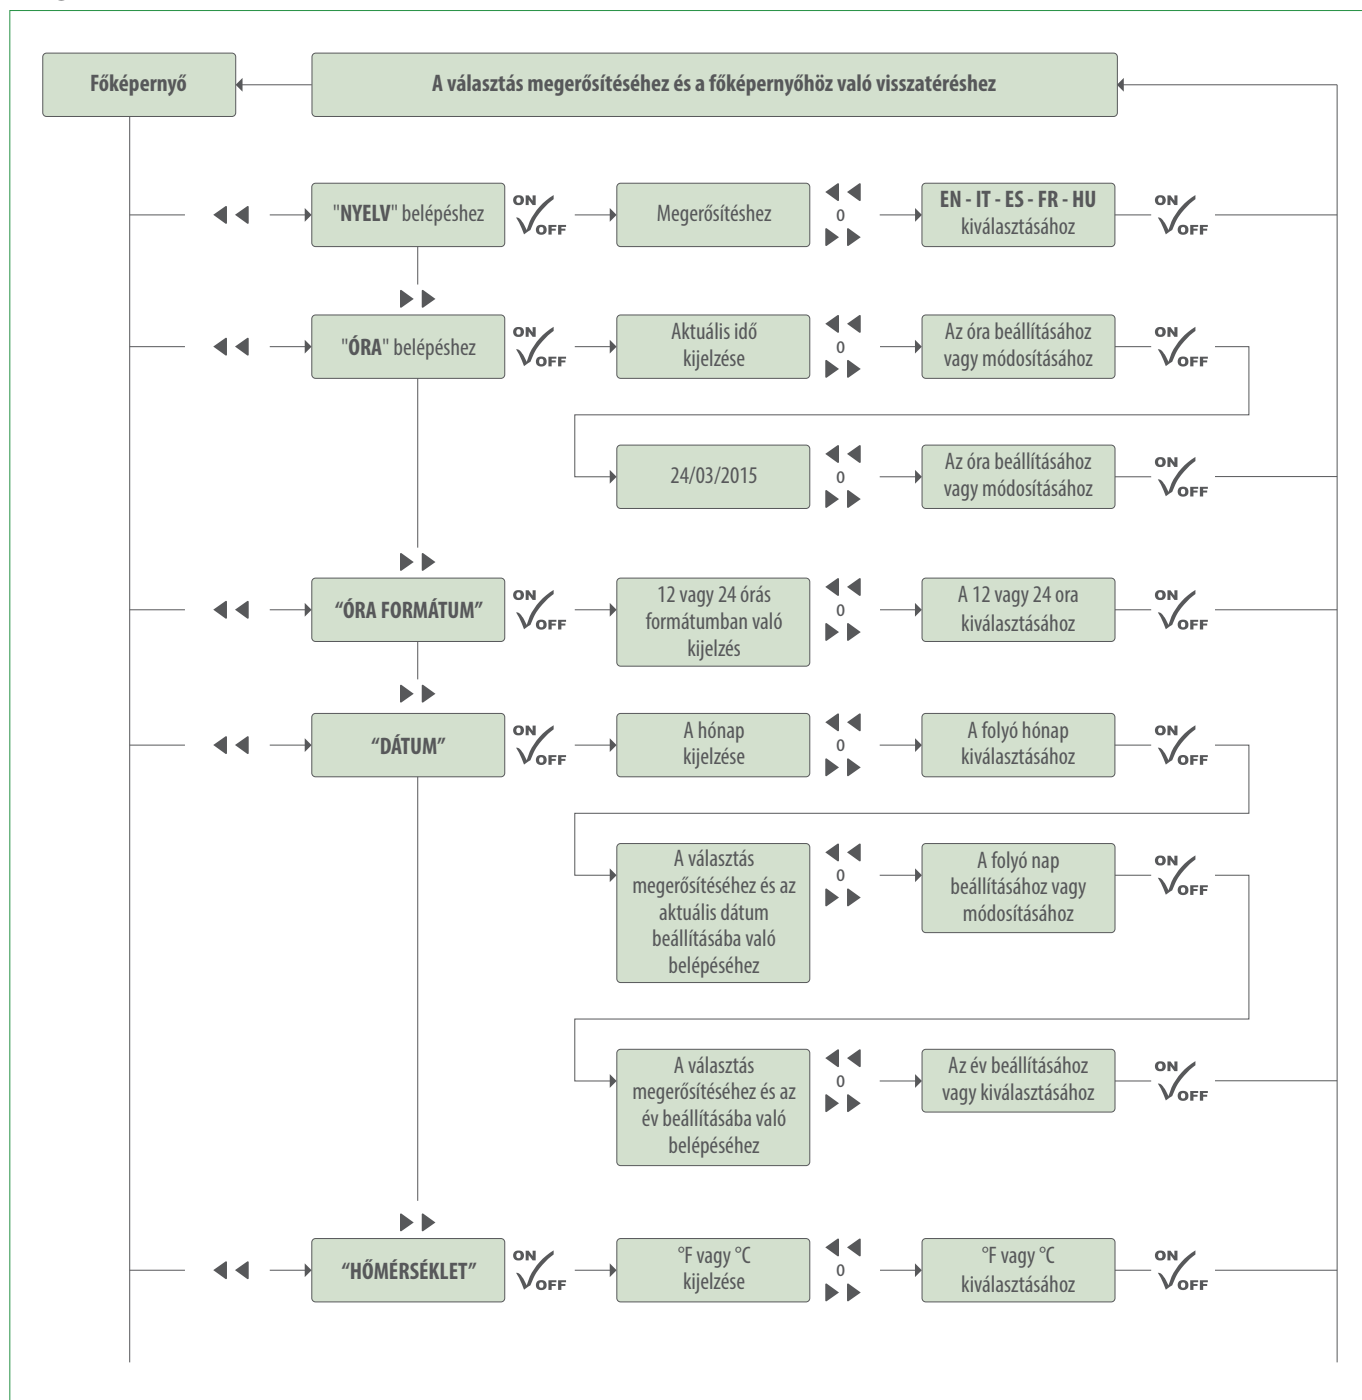 Főképernyő
A választás megerősítéséhez és a főképernyőhöz való visszatéréshez
"NYELV" belépéshez
ON
OFF
Megerősítéshez
0
EN - IT - ES - FR - HU
kiválasztásához
ON
OFF
"ÓRA" belépéshez
ON
OFF
Aktuális idő
kijelzése
0
Az óra beállításához
vagy módosításához
ON
OFF
24/03/2015
0
Az óra beállításához
vagy módosításához
ON
OFF
“ÓRA FORMÁTUM”
ON
OFF
12 vagy 24 órás
formátumban való
kijelzés
0
A 12 vagy 24 ora
kiválasztásához
ON
OFF
“DÁTUM”
ON
OFF
A hónap
kijelzése
0
A folyó hónap
kiválasztásához
ON
OFF
A választás
megerősítéséhez és az
aktuális dátum
beállításába való
belépéséhez
0
A folyó nap
beállításához vagy
módosításához
ON
OFF
A választás
megerősítéséhez és az
év beállításába való
belépéséhez
0
Az év beállításához
vagy kiválasztásához
ON
OFF
“HŐMÉRSÉKLET”
ON
OFF
°F vagy °C
kijelzése
0
°F vagy °C
kiválasztásához
ON
OFF